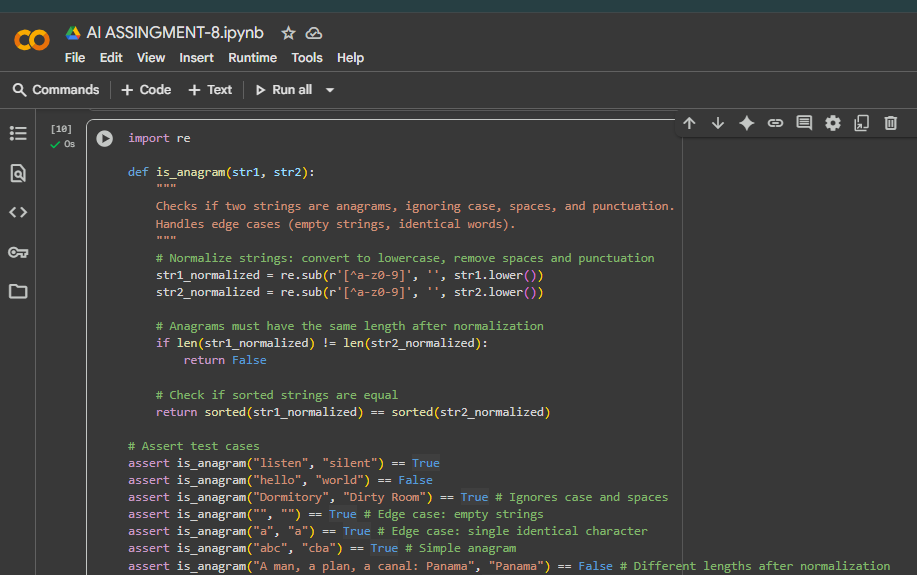 AI ASSINGMENT-8.ipynb
File Edit View Insert Runtime Tools Help
Commands + Code + Text Run all
[10]
0s
import re
def is_anagram(str1, str2):
    """
    Checks if two strings are anagrams, ignoring case, spaces, and punctuation.
    Handles edge cases (empty strings, identical words).
    """
    # Normalize strings: convert to lowercase, remove spaces and punctuation
    str1_normalized = re.sub(r'[^a-z0-9]', '', str1.lower())
    str2_normalized = re.sub(r'[^a-z0-9]', '', str2.lower())
    # Anagrams must have the same length after normalization
    if len(str1_normalized) != len(str2_normalized):
        return False
    # Check if sorted strings are equal
    return sorted(str1_normalized) == sorted(str2_normalized)
# Assert test cases
assert is_anagram("listen", "silent") == True
assert is_anagram("hello", "world") == False
assert is_anagram("Dormitory", "Dirty Room") == True # Ignores case and spaces
assert is_anagram("", "") == True # Edge case: empty strings
assert is_anagram("a", "a") == True # Edge case: single identical character
assert is_anagram("abc", "cba") == True # Simple anagram
assert is_anagram("A man, a plan, a canal: Panama", "Panama") == False # Different lengths after normalization